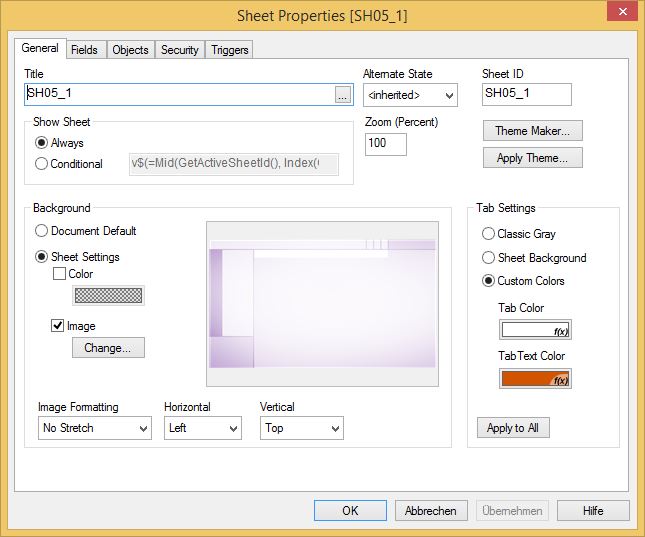 Sheet Properties [SH05_1]
General Fields Objects Security Triggers
Title Alternate State Sheet ID
SH05_1 ... <inherited> SH05_1
Show Sheet Zoom (Percent)
Always 100 Theme Maker...
Conditional v$(=Mid(GetActiveSheetId(), Index( Apply Theme...
Background Tab Settings
Document Default Classic Gray
Sheet Settings Sheet Background
Color Custom Colors
Tab Color
f(x)
Image
Change... TabText Color
f(x)
Image Formatting Horizontal Vertical
No Stretch Left Top Apply to All
OK Abbrechen Übernehmen Hilfe